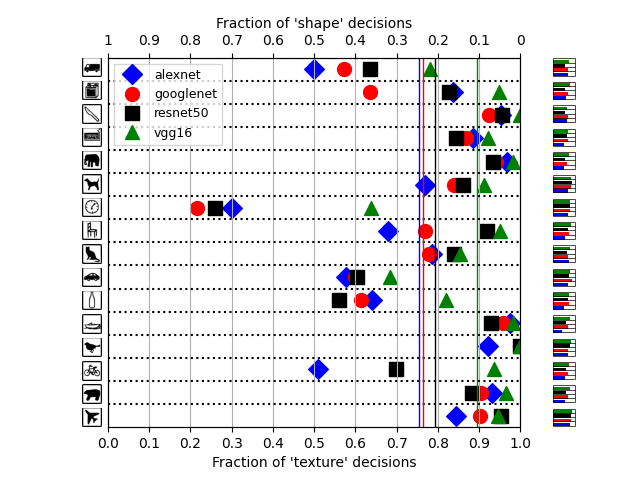 Fraction of 'shape' decisions
1 0.9 0.8 0.7 0.6 0.5 0.4 0.3 0.2 0.1 0
alexnet
googlenet
resnet50
vgg16
0.0 0.1 0.2 0.3 0.4 0.5 0.6 0.7 0.8 0.9 1.0
Fraction of 'texture' decisions